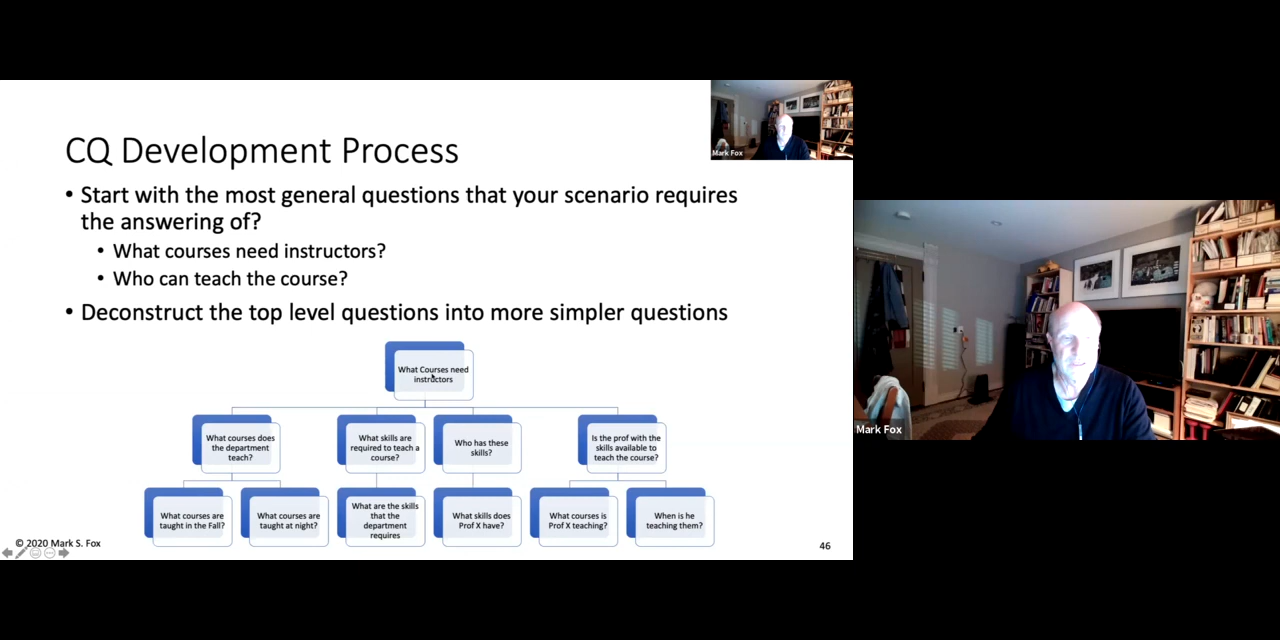 Mark Fox
CQ Development Process
• Start with the most general questions that your scenario requires
the answering of?
• What courses need instructors?
• Who can teach the course?
• Deconstruct the top level questions into more simpler questions
What Courses need
instructors
What courses does
the department
teach?
What skills are
required to teach a
course?
Who has these
skills?
Is the prof with the
skills available to
teach the course?
What courses are
taught in the Fall?
What courses are
taught at night?
What are the skills
that the
department
requires
What skills does
Prof X have?
What courses is
Prof X teaching?
When is he
teaching them?
© 2020 Mark S. Fox
46
Mark Fox